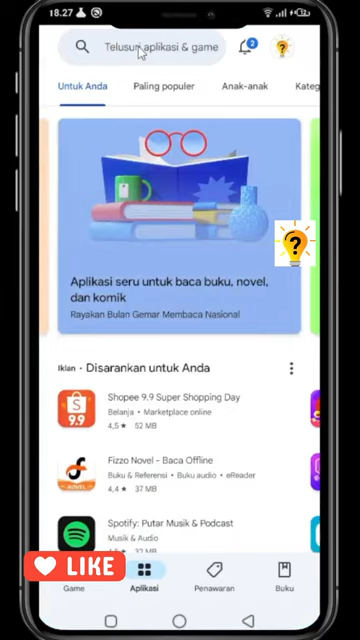 18.27
Telusuri aplikasi & game
2
Untuk Anda
Paling populer
Anak-anak
Kateg
Aplikasi seru untuk baca buku, novel,
dan komik
Rayakan Bulan Gemar Membaca Nasional
Iklan • Disarankan untuk Anda
9.9
Shopee 9.9 Super Shopping Day
Belanja • Marketplace online
4,5 ★ 52 MB
NOVEL
Fizzo Novel - Baca Offline
Buku & Referensi • Buku audio • eReader
4,4 ★ 37 MB
Spotify: Putar Musik & Podcast
Musik & Audio
LIKE
Game
Aplikasi
Penawaran
Buku